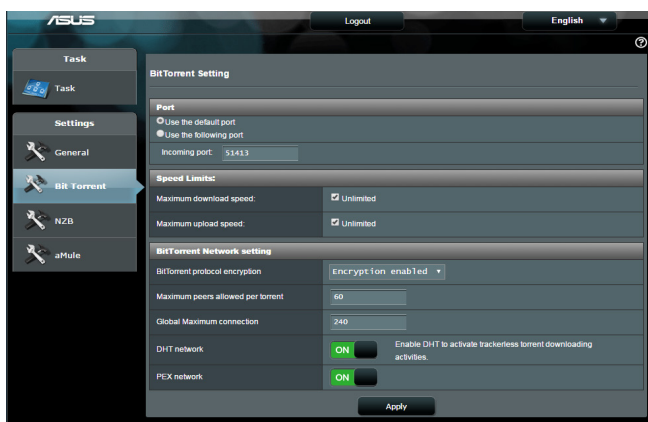 ASUS
Logout
English
Task
Task
Settings
General
Bit Torrent
NZB
aMule
BitTorrent Setting
Port
Use the default port
Use the following port
Incoming port: 51413
Speed Limits:
Maximum download speed: Unlimited
Maximum upload speed: Unlimited
BitTorrent Network setting
BitTorrent protocol encryption Encryption enabled
Maximum peers allowed per torrent 60
Global Maximum connection 240
DHT network ON Enable DHT to activate trackerless torrent downloading
activities.
PEX network ON
Apply